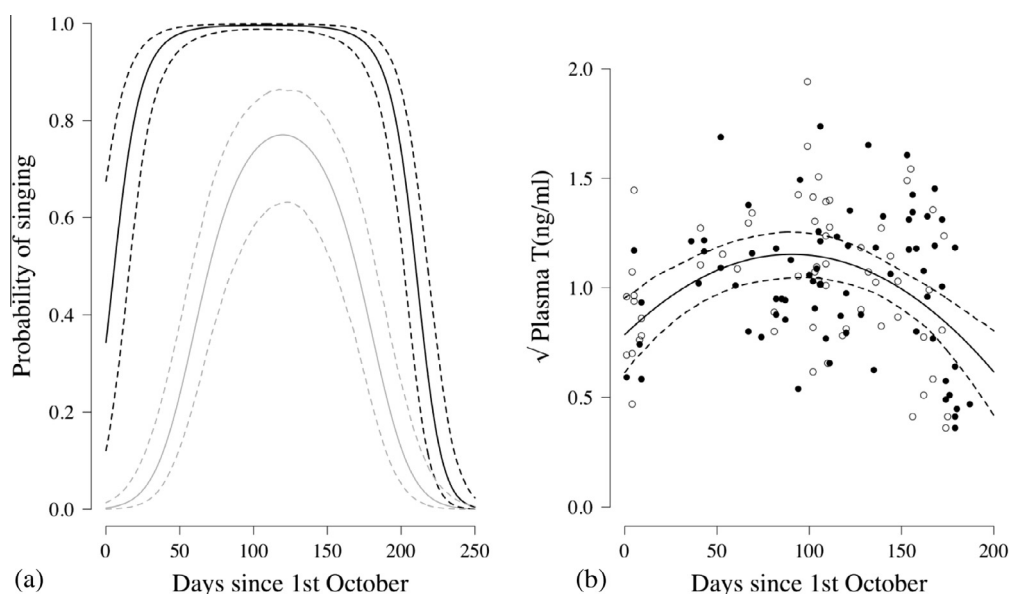 Probability of singing
1.0
0.8
0.6
0.4
0.2
0.0
0 50 100 150 200 250
(a) Days since 1st October
√ Plasma T(ng/ml)
2.0
1.5
1.0
0.5
0.0
0 50 100 150 200
(b) Days since 1st October